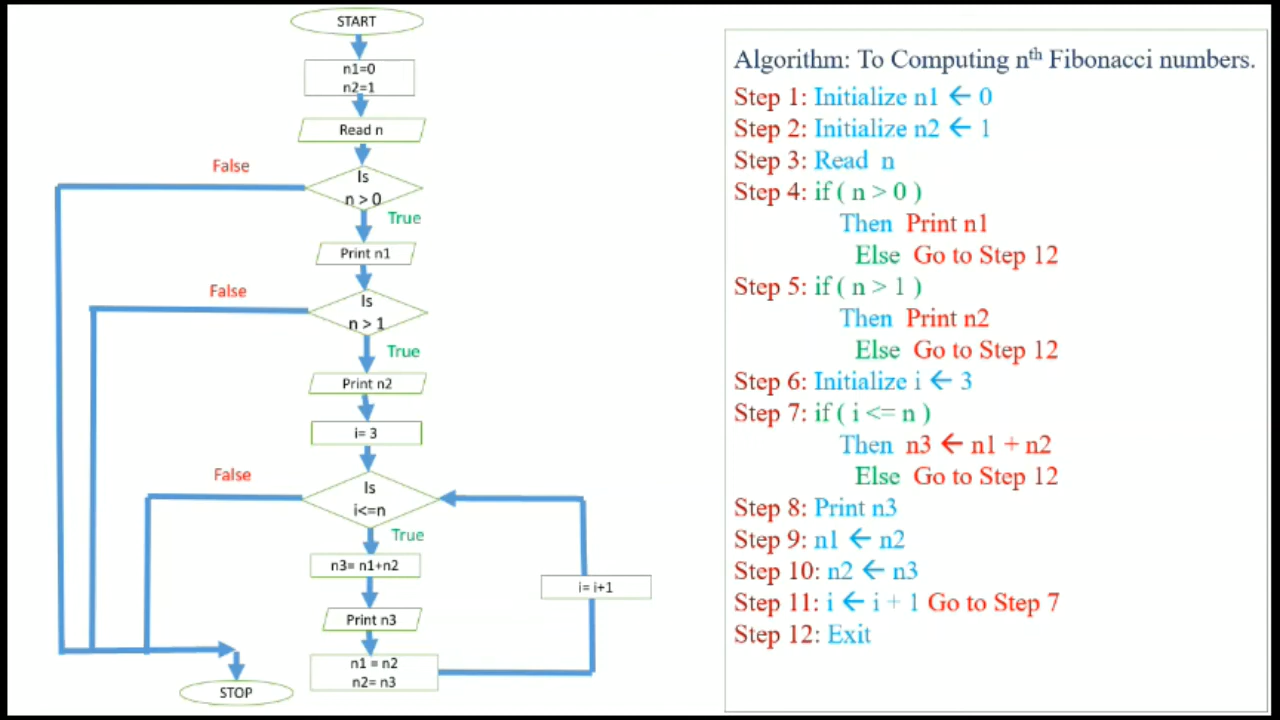 START
n1=0
n2=1
Read n
False
Is
n > 0
True
Print n1
False
Is
n > 1
True
Print n2
i= 3
False
Is
i<=n
True
n3= n1+n2
i= i+1
Print n3
n1 = n2
n2= n3
STOP
Algorithm: To Computing nth Fibonacci numbers.
Step 1: Initialize n1 ← 0
Step 2: Initialize n2 ← 1
Step 3: Read n
Step 4: if ( n > 0 )
Then Print n1
Else Go to Step 12
Step 5: if ( n > 1 )
Then Print n2
Else Go to Step 12
Step 6: Initialize i ← 3
Step 7: if ( i <= n )
Then n3 ← n1 + n2
Else Go to Step 12
Step 8: Print n3
Step 9: n1 ← n2
Step 10: n2 ← n3
Step 11: i ← i + 1 Go to Step 7
Step 12: Exit